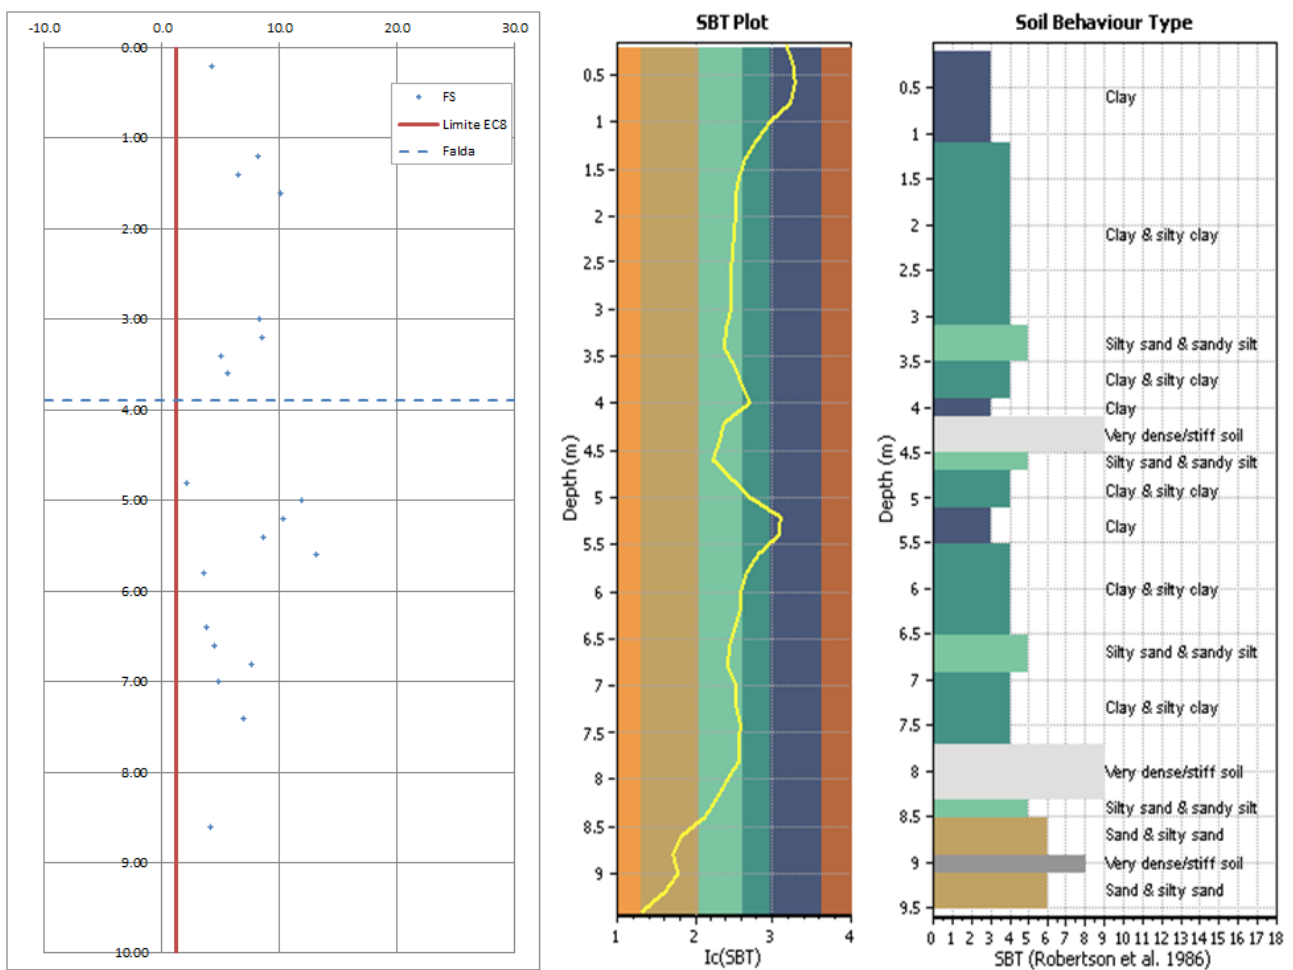 -10.0 0.0 10.0 20.0 30.0
0.00
1.00
2.00
3.00
4.00
5.00
6.00
7.00
8.00
9.00
10.00
FS
Limite EC8
Falda
SBT Plot
Depth (m)
0.5
1
1.5
2
2.5
3
3.5
4
4.5
5
5.5
6
6.5
7
7.5
8
8.5
9
1 2 3 4
Ic(SBT)
Soil Behaviour Type
Depth (m)
0.5
1
1.5
2
2.5
3
3.5
4
4.5
5
5.5
6
6.5
7
7.5
8
8.5
9
9.5
Clay
Clay & silty clay
Silty sand & sandy silt
Clay & silty clay
Clay
Very dense/stiff soil
Silty sand & sandy silt
Clay & silty clay
Clay
Clay & silty clay
Silty sand & sandy silt
Clay & silty clay
Very dense/stiff soil
Silty sand & sandy silt
Sand & silty sand
Very dense/stiff soil
Sand & silty sand
0 1 2 3 4 5 6 7 8 9 10 11 12 13 14 15 16 17 18
SBT (Robertson et al. 1986)